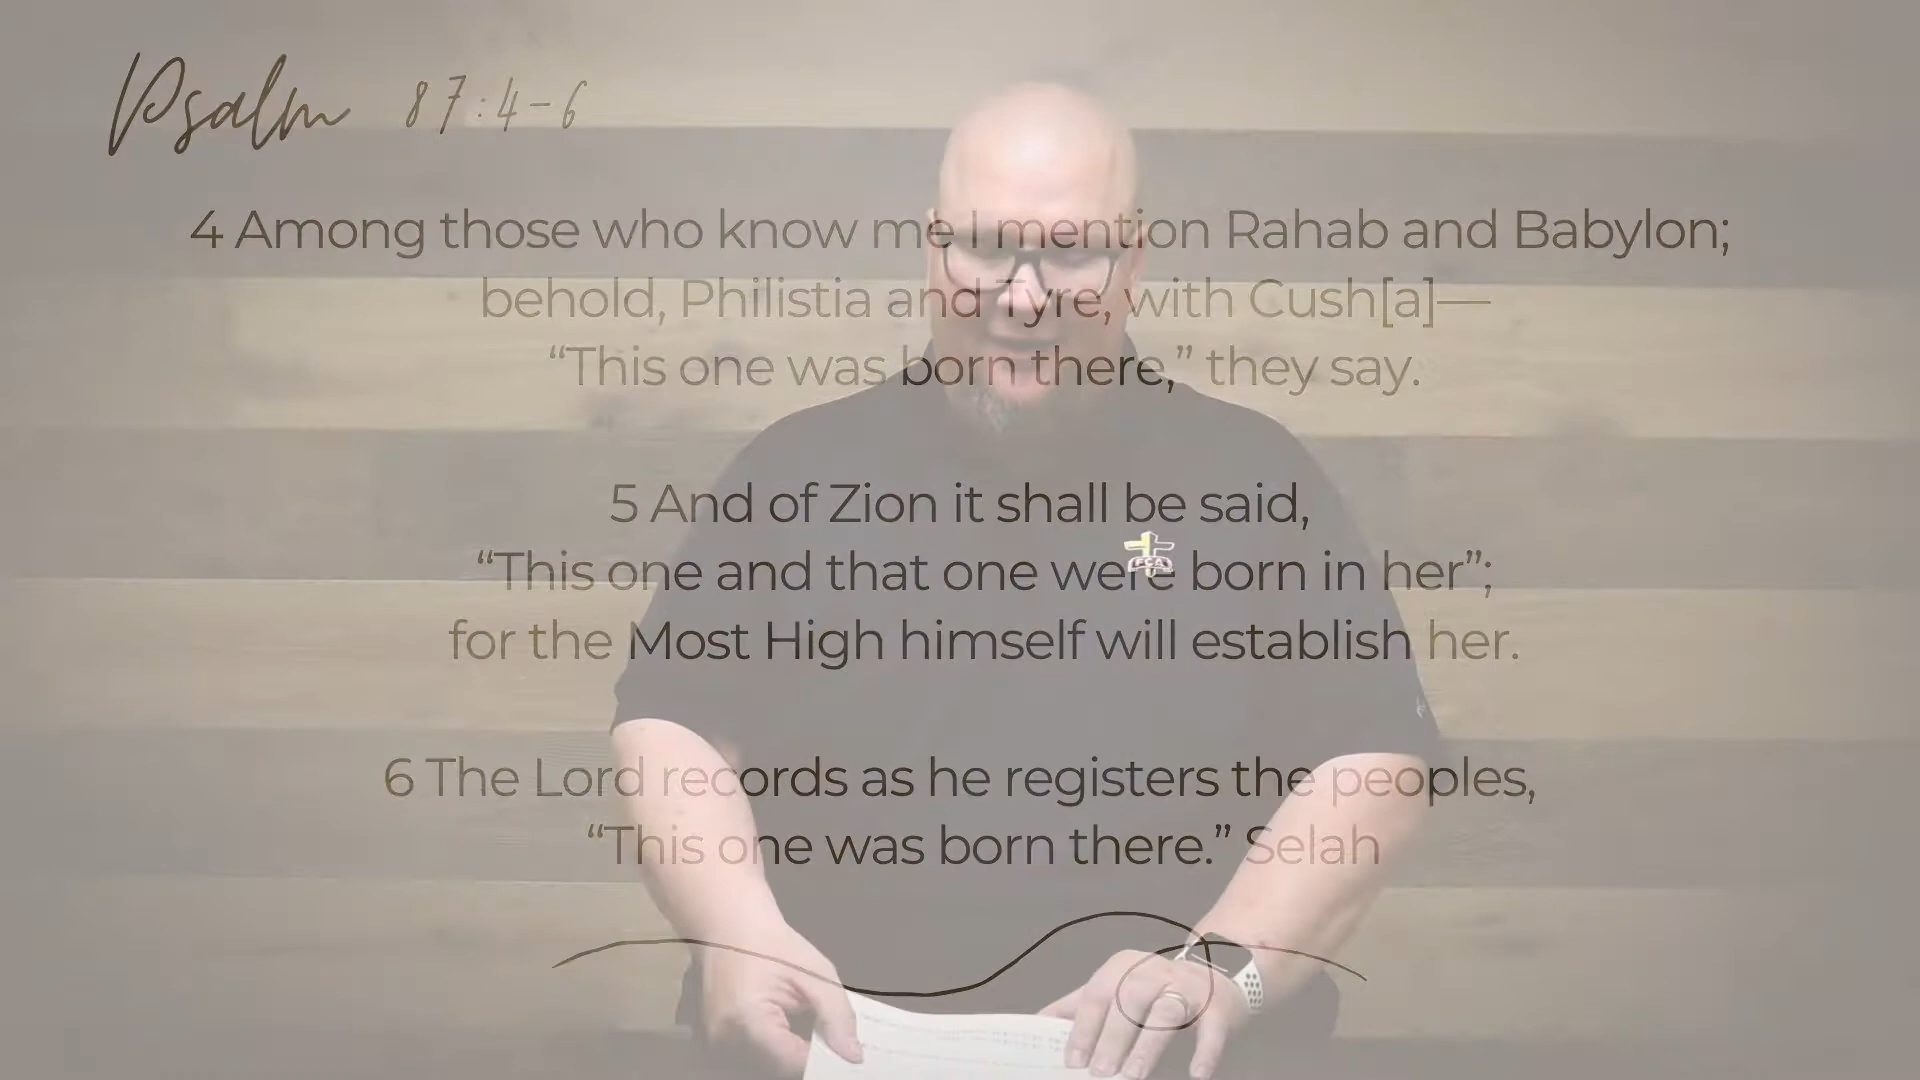 Psalm 87:4-6
4 Among those who know me I mention Rahab and Babylon;
behold, Philistia and Tyre, with Cush[a]—
“This one was born there,” they say.
5 And of Zion it shall be said,
“This one and that one were born in her”;
for the Most High himself will establish her.
6 The Lord records as he registers the peoples,
“This one was born there.” Selah
FCA